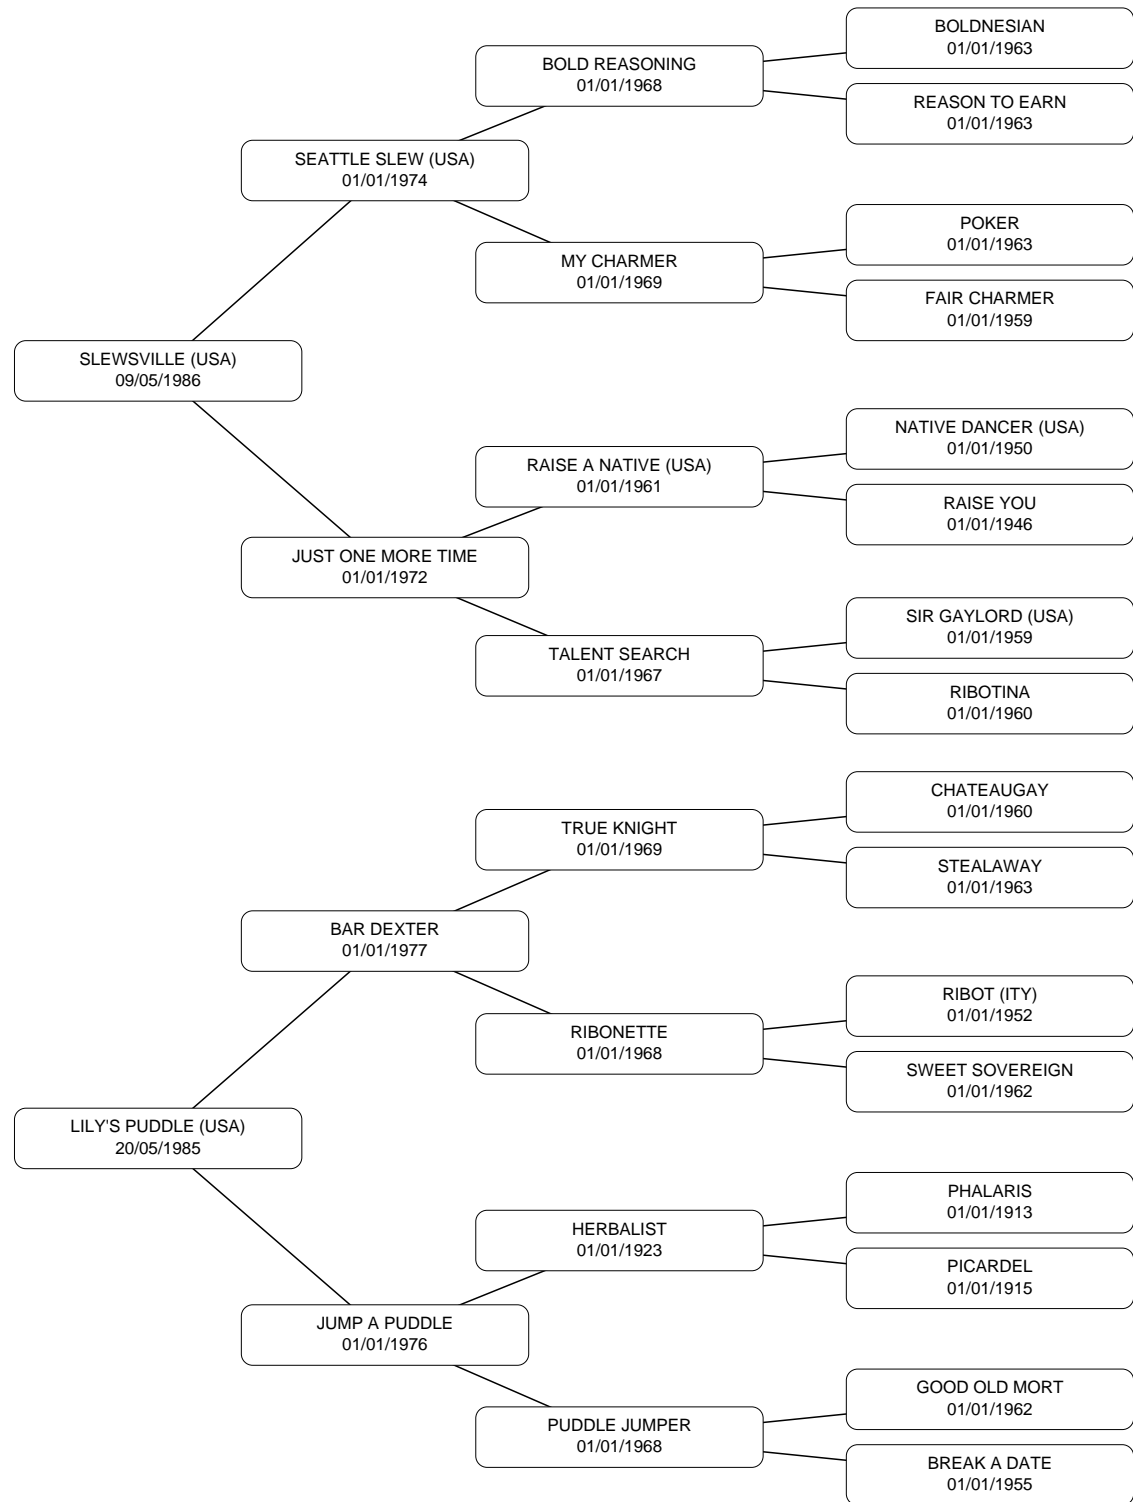 BOLDNESIAN
01/01/1963
BOLD REASONING
01/01/1968
REASON TO EARN
01/01/1963
SEATTLE SLEW (USA)
01/01/1974
POKER
01/01/1963
MY CHARMER
01/01/1969
FAIR CHARMER
01/01/1959
SLEWSVILLE (USA)
09/05/1986
NATIVE DANCER (USA)
01/01/1950
RAISE A NATIVE (USA)
01/01/1961
RAISE YOU
01/01/1946
JUST ONE MORE TIME
01/01/1972
SIR GAYLORD (USA)
01/01/1959
TALENT SEARCH
01/01/1967
RIBOTINA
01/01/1960
CHATEAUGAY
01/01/1960
TRUE KNIGHT
01/01/1969
STEALAWAY
01/01/1963
BAR DEXTER
01/01/1977
RIBOT (ITY)
01/01/1952
RIBONETTE
01/01/1968
SWEET SOVEREIGN
01/01/1962
LILY'S PUDDLE (USA)
20/05/1985
PHALARIS
01/01/1913
HERBALIST
01/01/1923
PICARDEL
01/01/1915
JUMP A PUDDLE
01/01/1976
GOOD OLD MORT
01/01/1962
PUDDLE JUMPER
01/01/1968
BREAK A DATE
01/01/1955